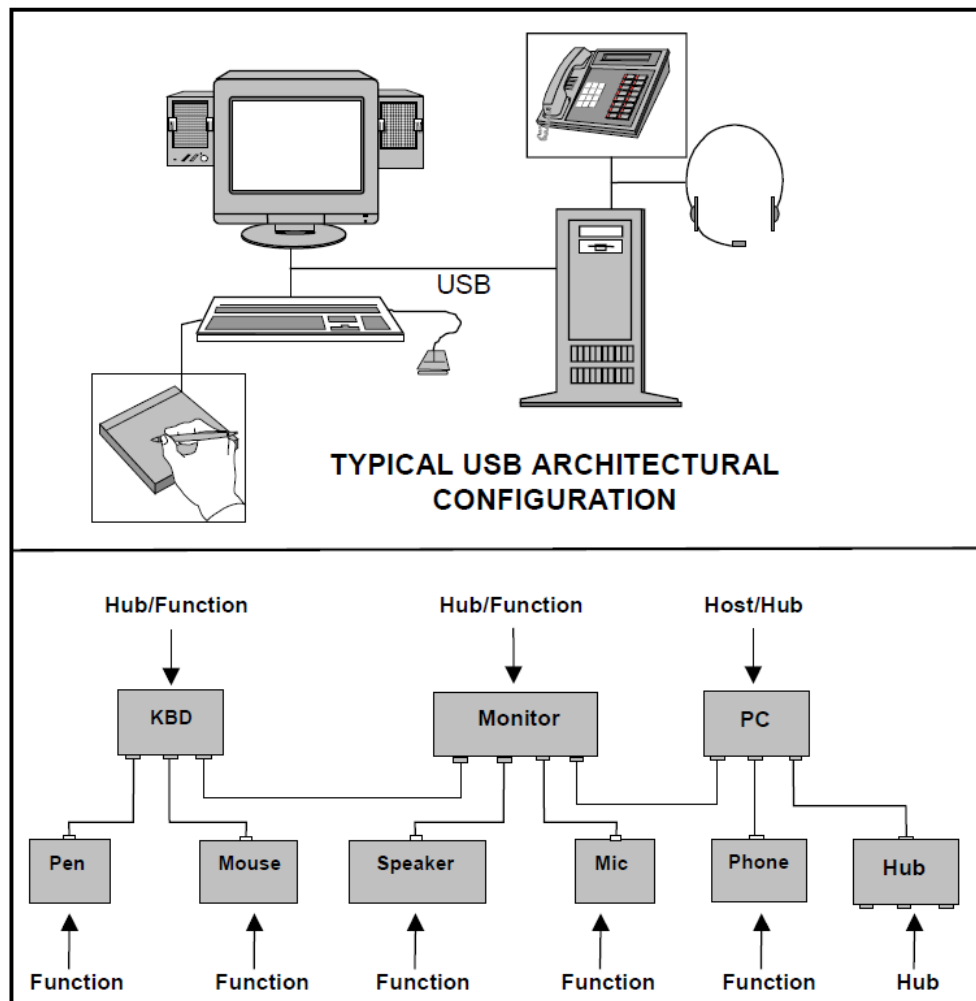 USB
TYPICAL USB ARCHITECTURAL
CONFIGURATION
Hub/Function Hub/Function Host/Hub
KBD Monitor PC
Pen Mouse Speaker Mic Phone Hub
Function Function Function Function Function Hub